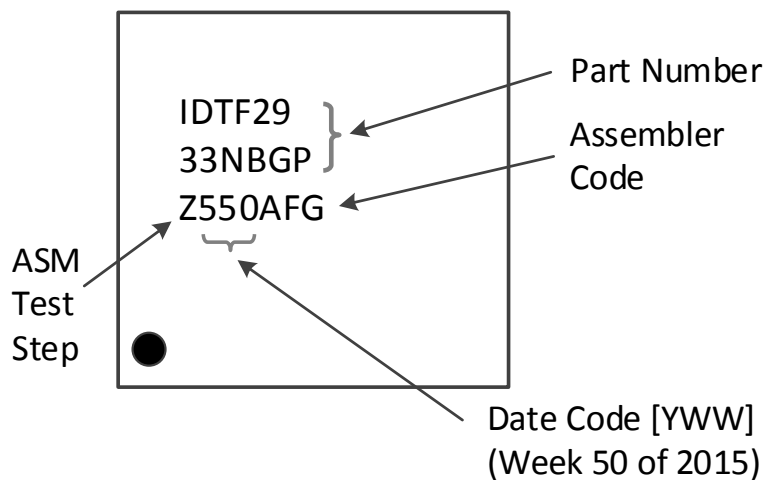 IDTF29
33NBGP
Z550AFG
Part Number
Assembler
Code
ASM
Test
Step
Date Code [YWW]
(Week 50 of 2015)